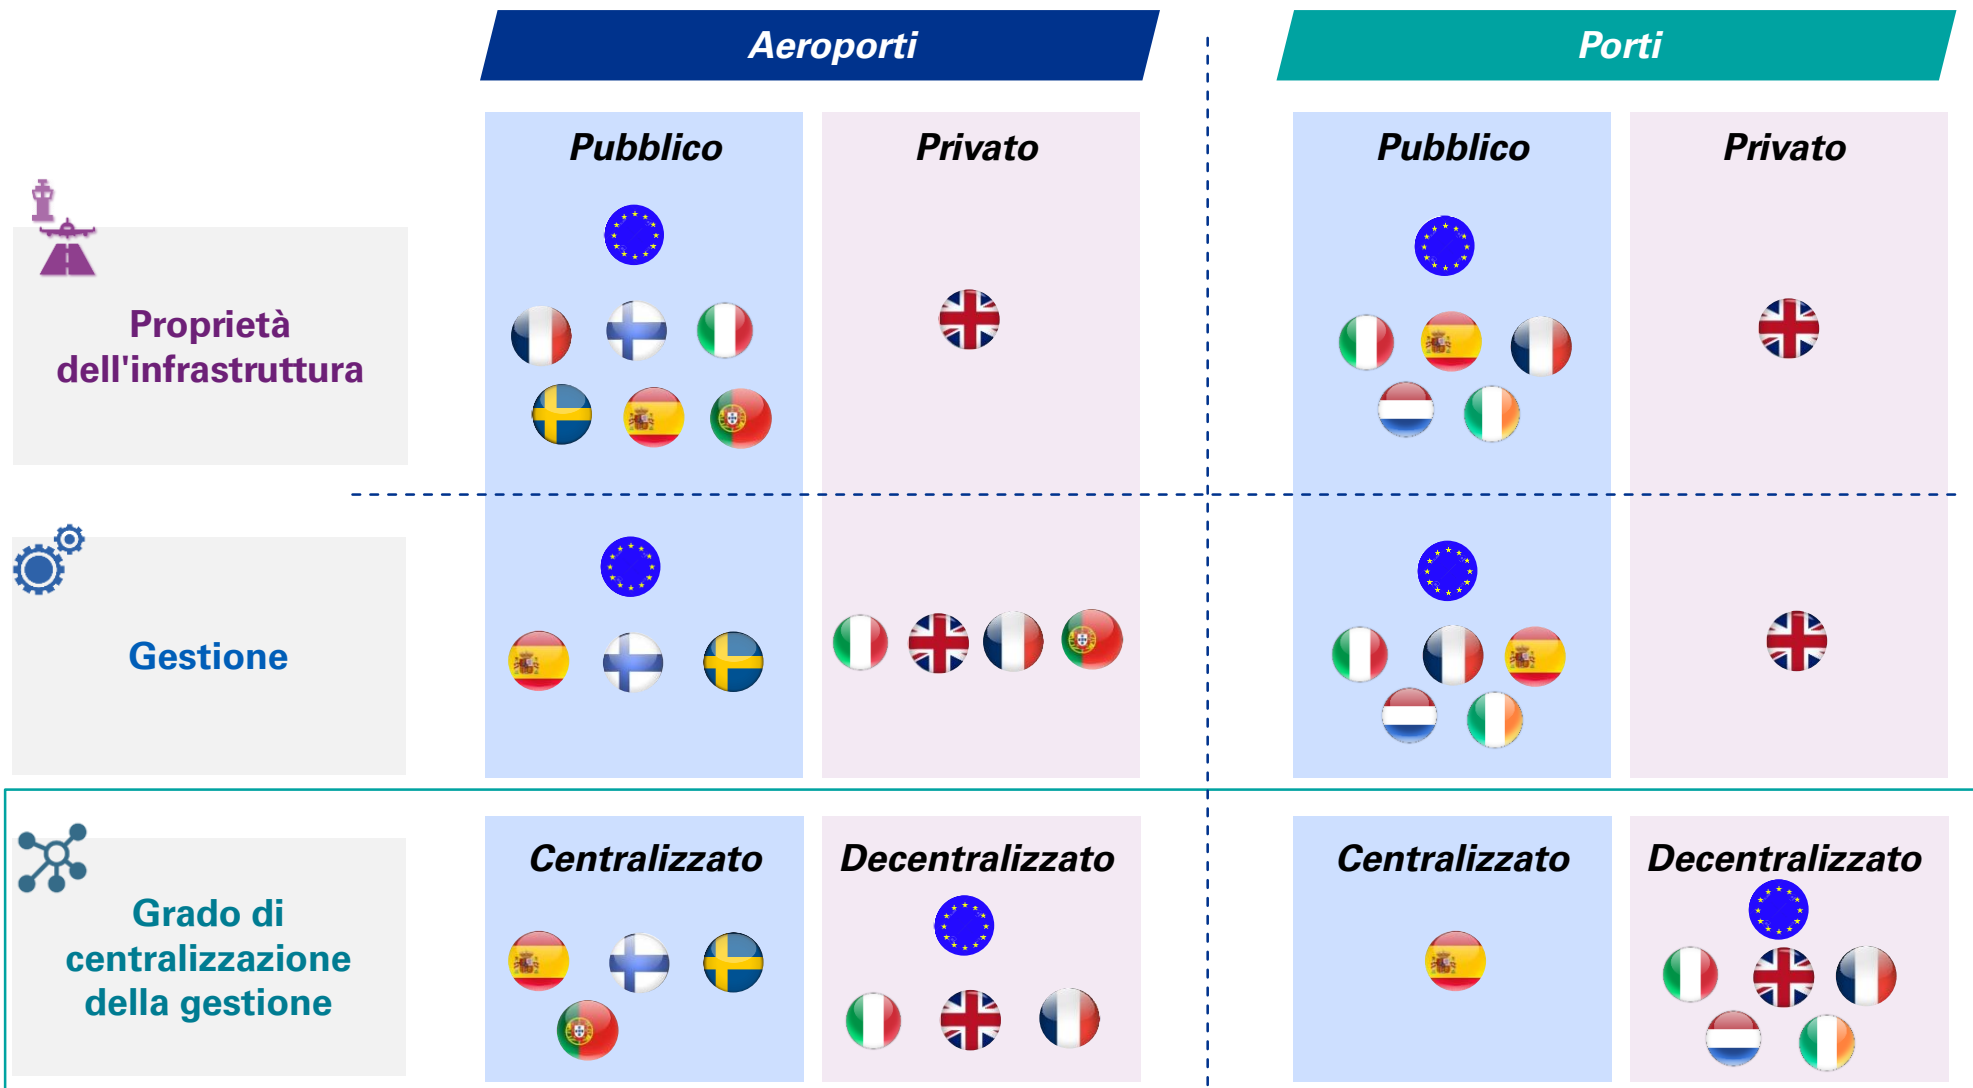 Aeroporti
Porti
Pubblico
Privato
Pubblico
Privato
Proprietà
dell'infrastruttura
Gestione
Centralizzato
Decentralizzato
Centralizzato
Decentralizzato
Grado di
centralizzazione
della gestione